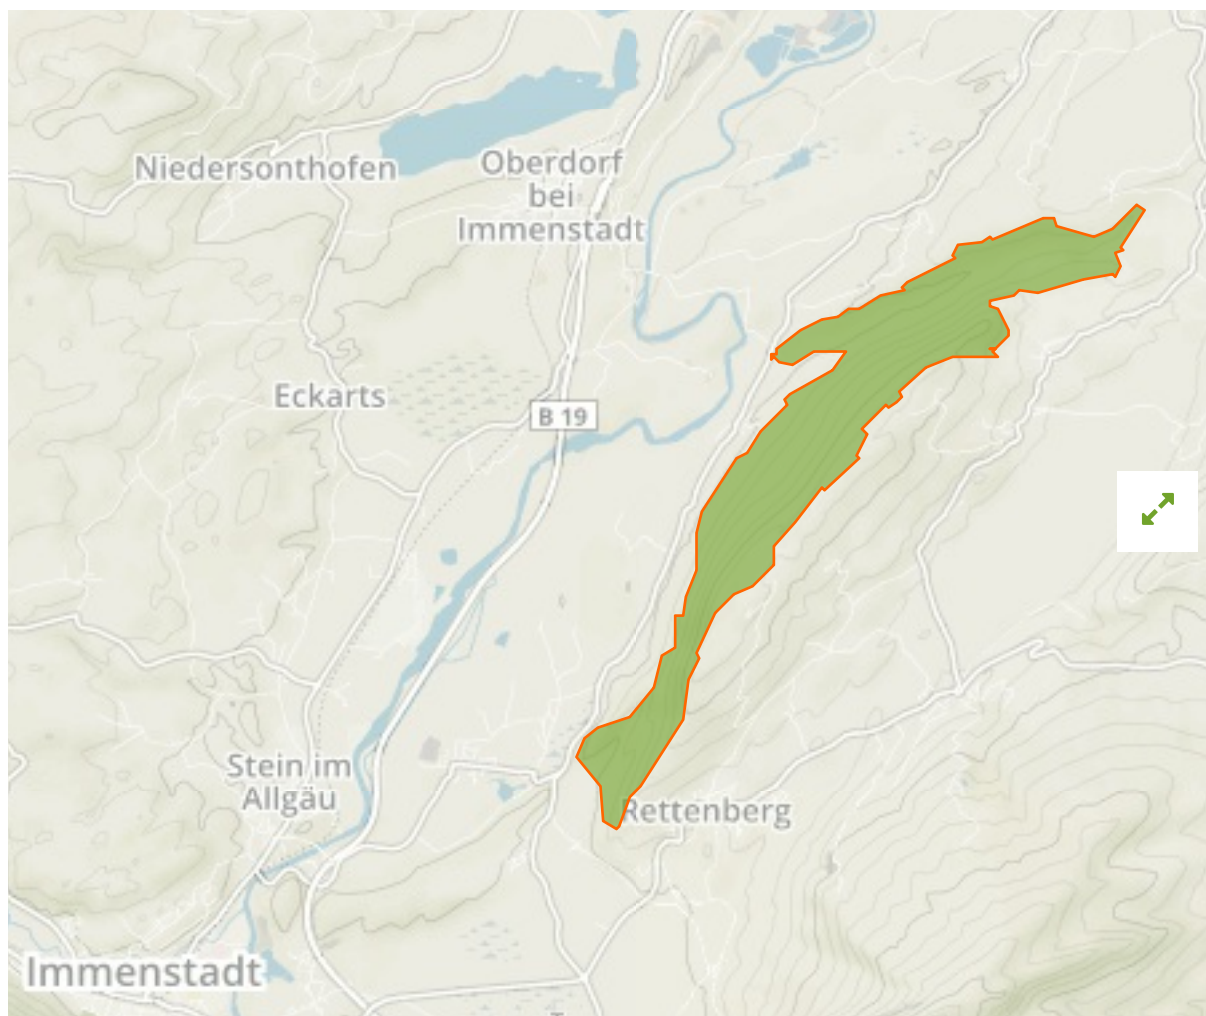 Niedersonthofen
Oberdorf
bei
Immenstadt
Eckarts
B 19
Stein im
Allgäu
Rettenberg
Immenstadt